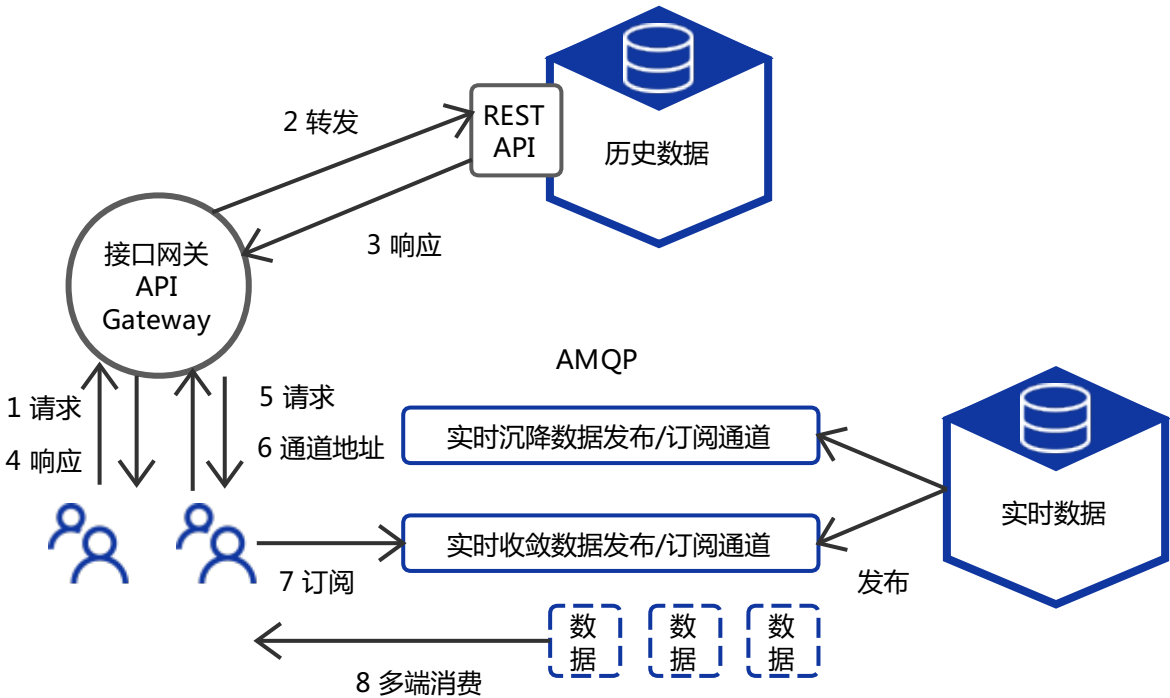 2 转发
REST
API
历史数据
3 响应
接口网关
API
Gateway
AMQP
1 请求
4 响应
5 请求
6 通道地址
实时沉降数据发布/订阅通道
实时数据
实时收敛数据发布/订阅通道
7 订阅
发布
数
据
数
据
数
据
8 多端消费